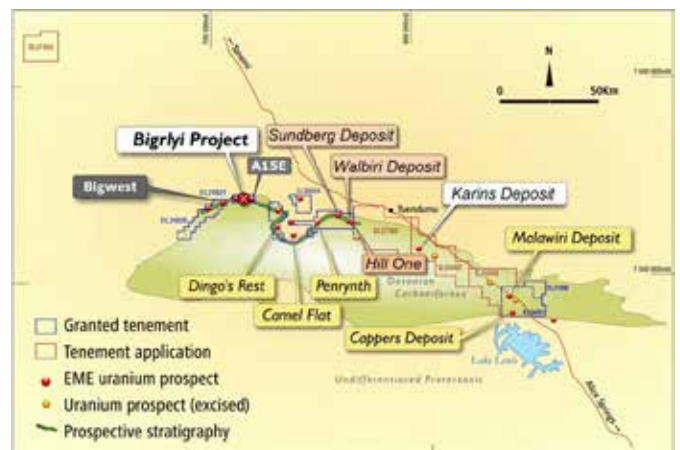 N
0 50Km
Tanami
Sundberg Deposit
Bigrlyi Project
A15E
Walbiri Deposit
Bigwest
Karins Deposit
Yuendumu
Malawiri Deposit
Hill One
Dingo's Rest
Penrynth
Devonian
Carboniferous
Camel Flat
Cappers Deposit
Granted tenement
Lake Lewis
Tenement application
EME uranium prospect
Undifferentiated Proterozoic
Uranium prospect (excised)
Alice Springs
Prospective stratigraphy